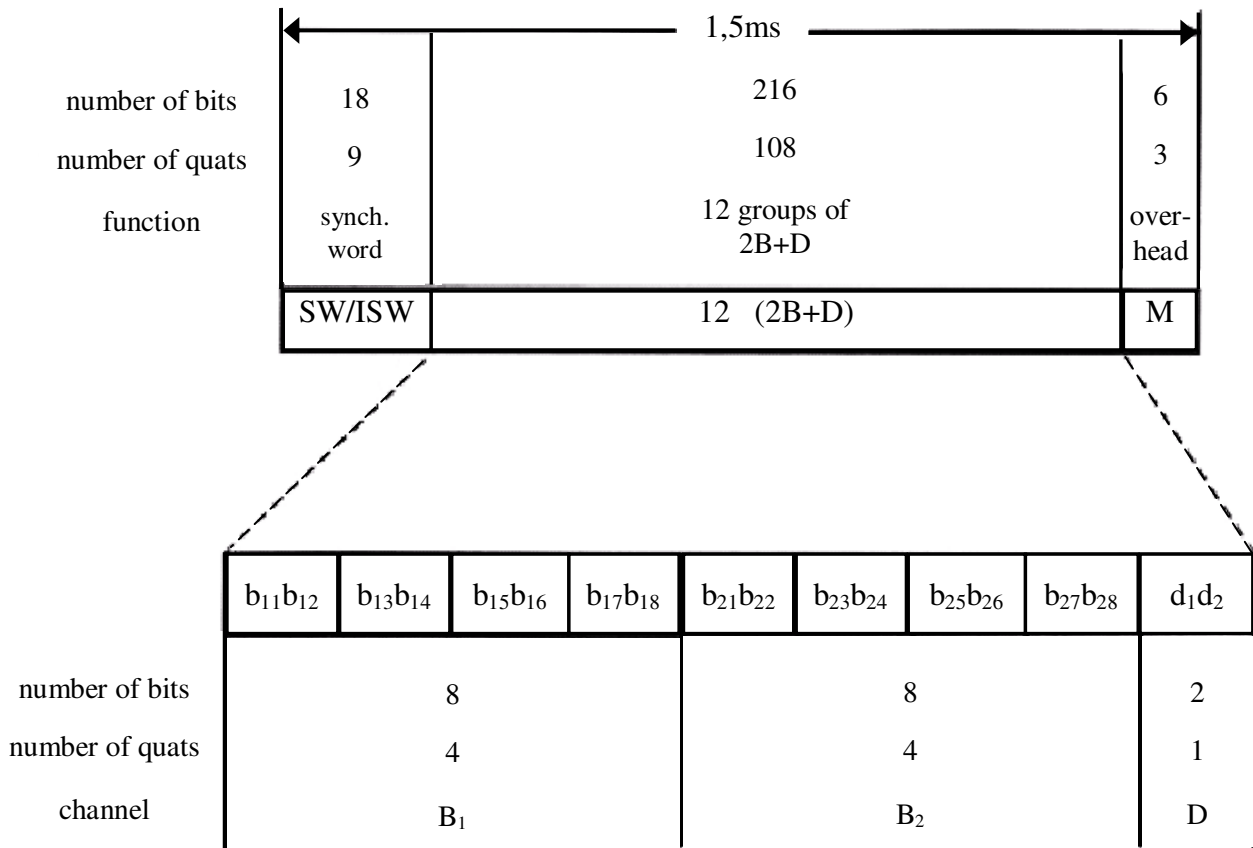 1,5ms
number of bits 18 216 6
number of quats 9 108 3
function synch. word 12 groups of 2B+D over-head
SW/ISW 12 (2B+D) M
b₁₁b₁₂ b₁₃b₁₄ b₁₅b₁₆ b₁₇b₁₈ b₂₁b₂₂ b₂₃b₂₄ b₂₅b₂₆ b₂₇b₂₈ d₁d₂
number of bits 8 8 2
number of quats 4 4 1
channel B₁ B₂ D